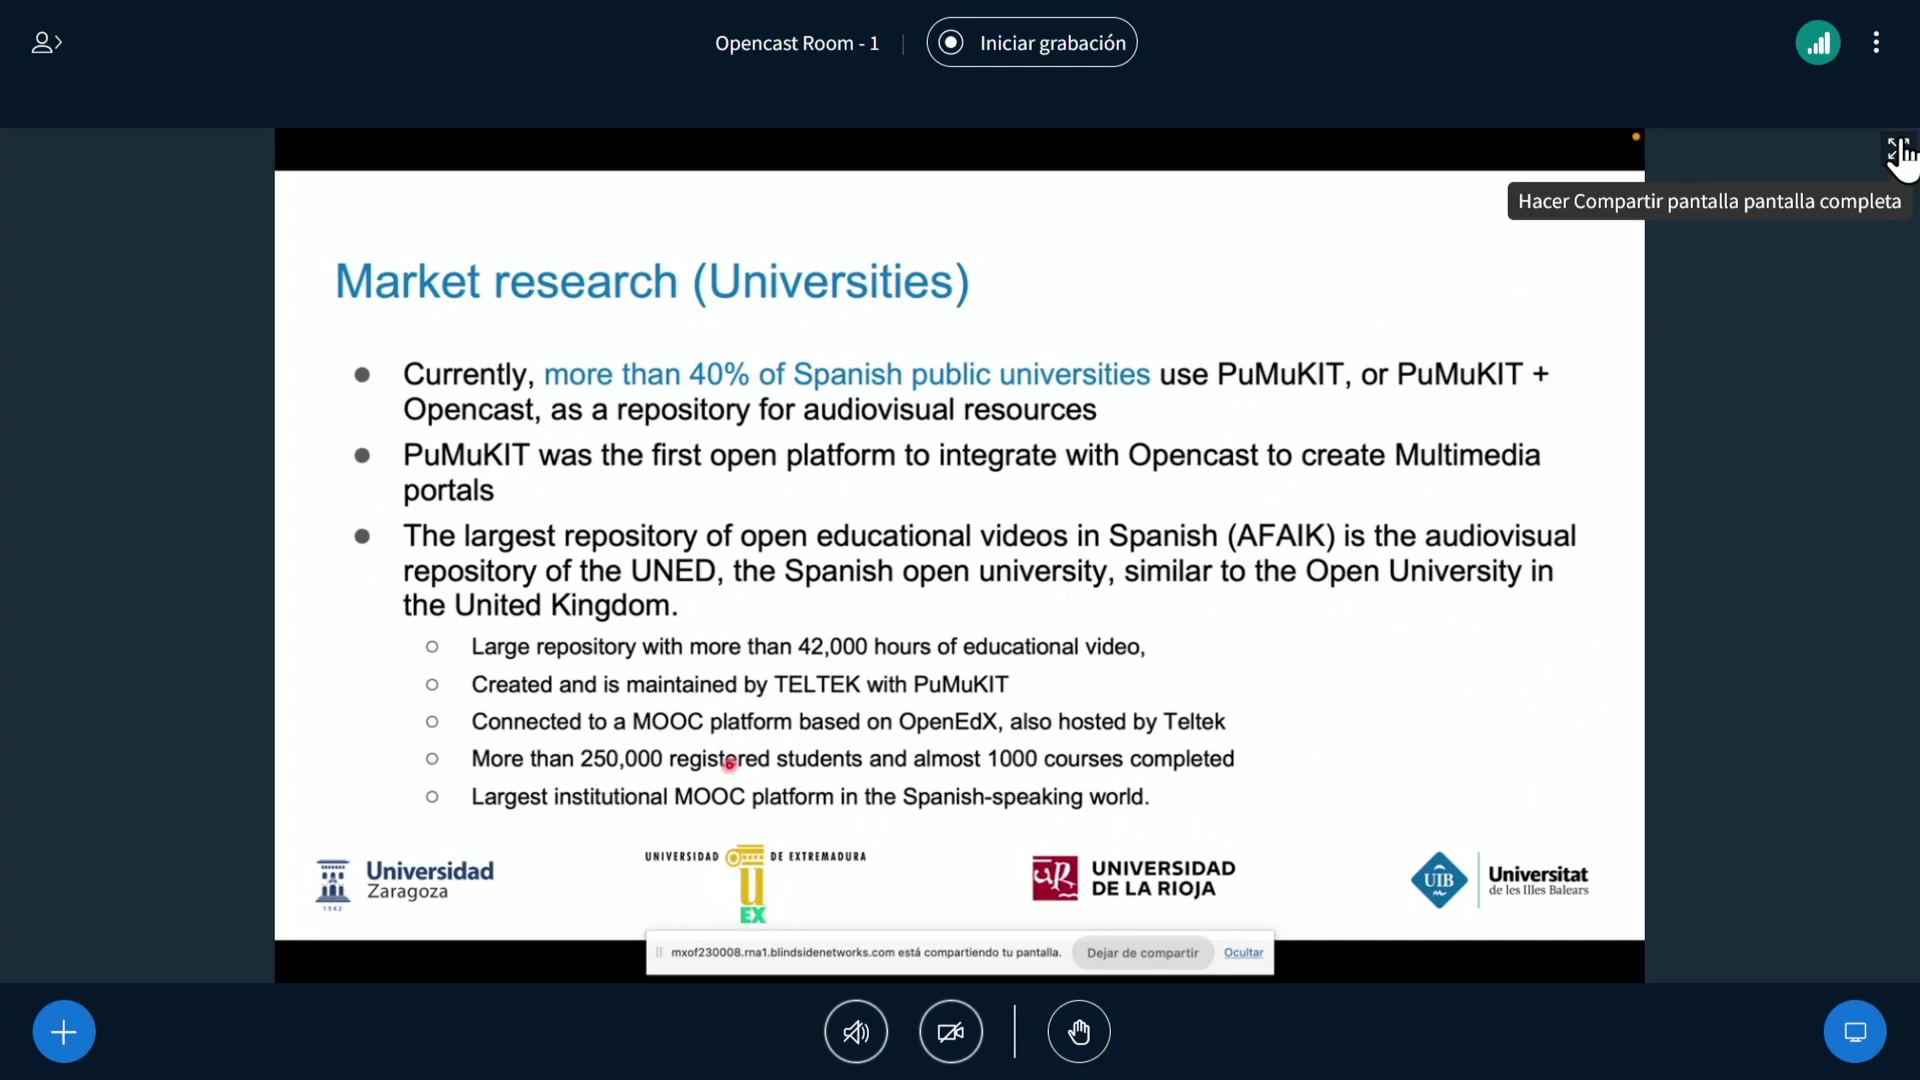 Opencast Room - 1
Iniciar grabación
Hacer Compartir pantalla pantalla completa
Market research (Universities)
Currently, more than 40% of Spanish public universities use PuMuKIT, or PuMuKIT +
Opencast, as a repository for audiovisual resources
PuMuKIT was the first open platform to integrate with Opencast to create Multimedia
portals
The largest repository of open educational videos in Spanish (AFAIK) is the audiovisual
repository of the UNED, the Spanish open university, similar to the Open University in
the United Kingdom.
Large repository with more than 42,000 hours of educational video,
Created and is maintained by TELTEK with PuMuKIT
Connected to a MOOC platform based on OpenEdX, also hosted by Teltek
More than 250,000 registered students and almost 1000 courses completed
Largest institutional MOOC platform in the Spanish-speaking world.
Universidad
Zaragoza
1542
UNIVERSIDAD DE EXTREMADURA
U
EX
uR
UNIVERSIDAD
DE LA RIOJA
UIB
Universitat
de les Illes Balears
mxof230008.rna1.blindsidenetworks.com está compartiendo tu pantalla.
Dejar de compartir
Ocultar